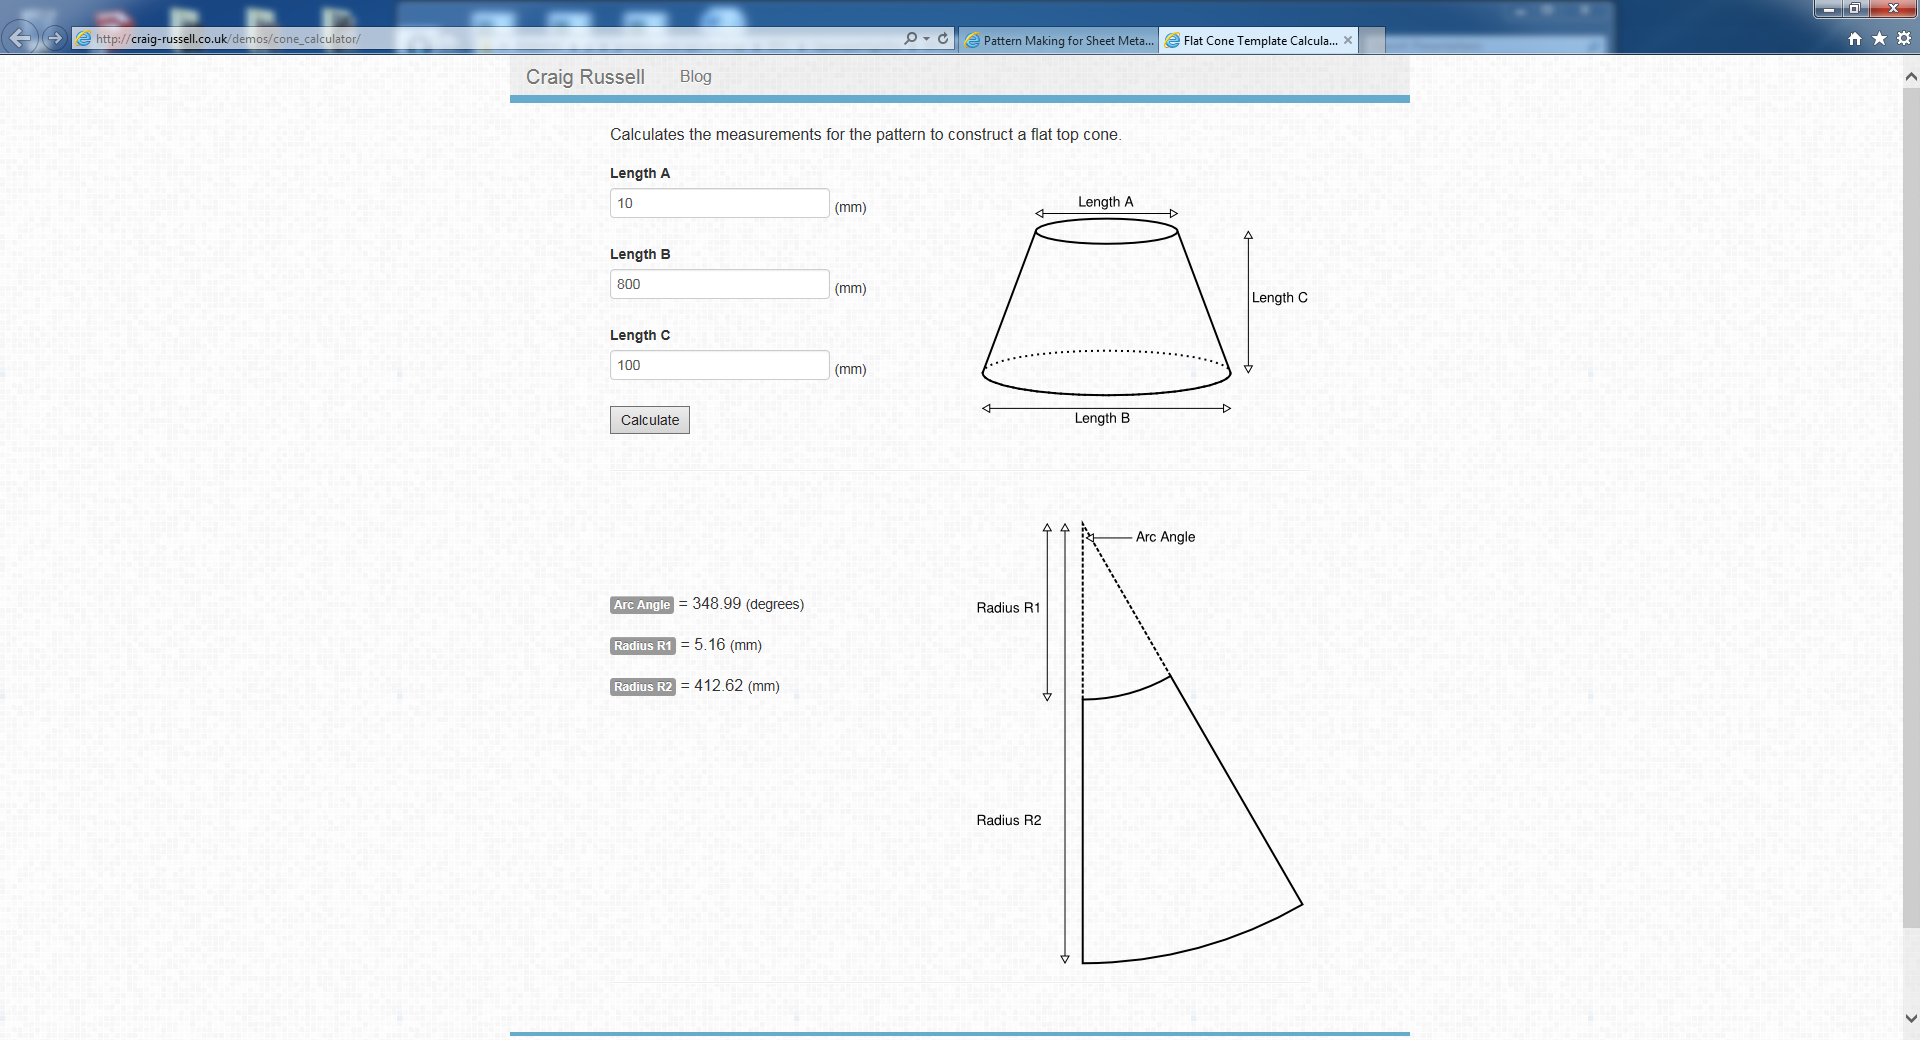 http://craig-russell.co.uk/demos/cone_calculator/
Pattern Making for Sheet Meta...
Flat Cone Template Calcula...
Craig Russell
Blog
Calculates the measurements for the pattern to construct a flat top cone.
Length A
10 (mm)
Length B
800 (mm)
Length C
100 (mm)
Calculate
Length A
Length C
Length B
Arc Angle
Radius R1
Radius R2
Arc Angle = 348.99 (degrees)
Radius R1 = 5.16 (mm)
Radius R2 = 412.62 (mm)